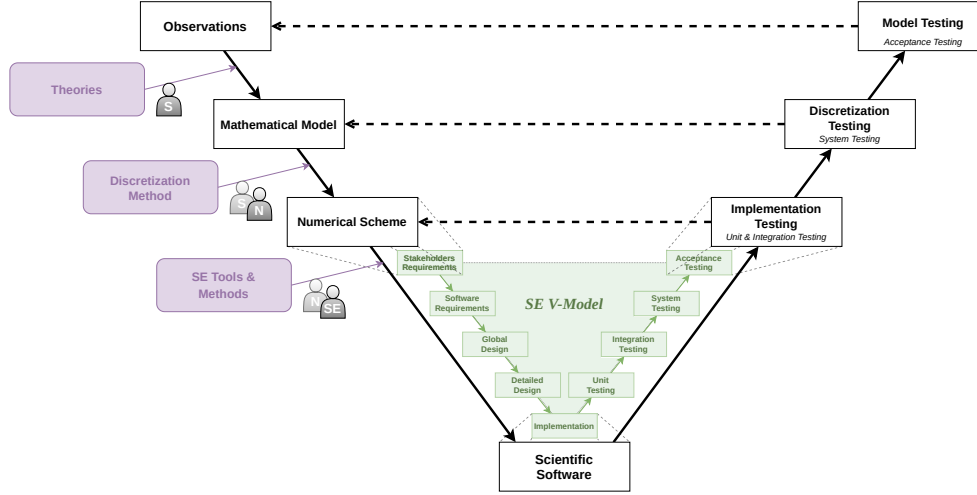 Observations
Model Testing
Acceptance Testing
Theories
S
Mathematical Model
Discretization
Testing
System Testing
Discretization
Method
S
N
Numerical Scheme
Implementation
Testing
Unit & Integration Testing
SE Tools &
Methods
N
SE
Stakeholders
Requirements
Acceptance
Testing
SE V-Model
Software
Requirements
System
Testing
Global
Design
Integration
Testing
Detailed
Design
Unit
Testing
Implementation
Scientific
Software